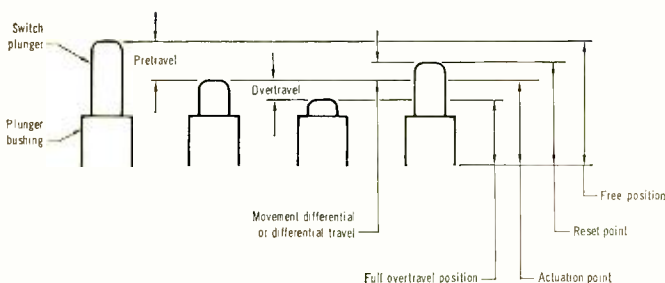 Switch
plunger
Pretravel
Overtravel
Plunger
bushing
Free position
Movement differential
or differential travel
Reset point
Full overtravel position
Actuation point